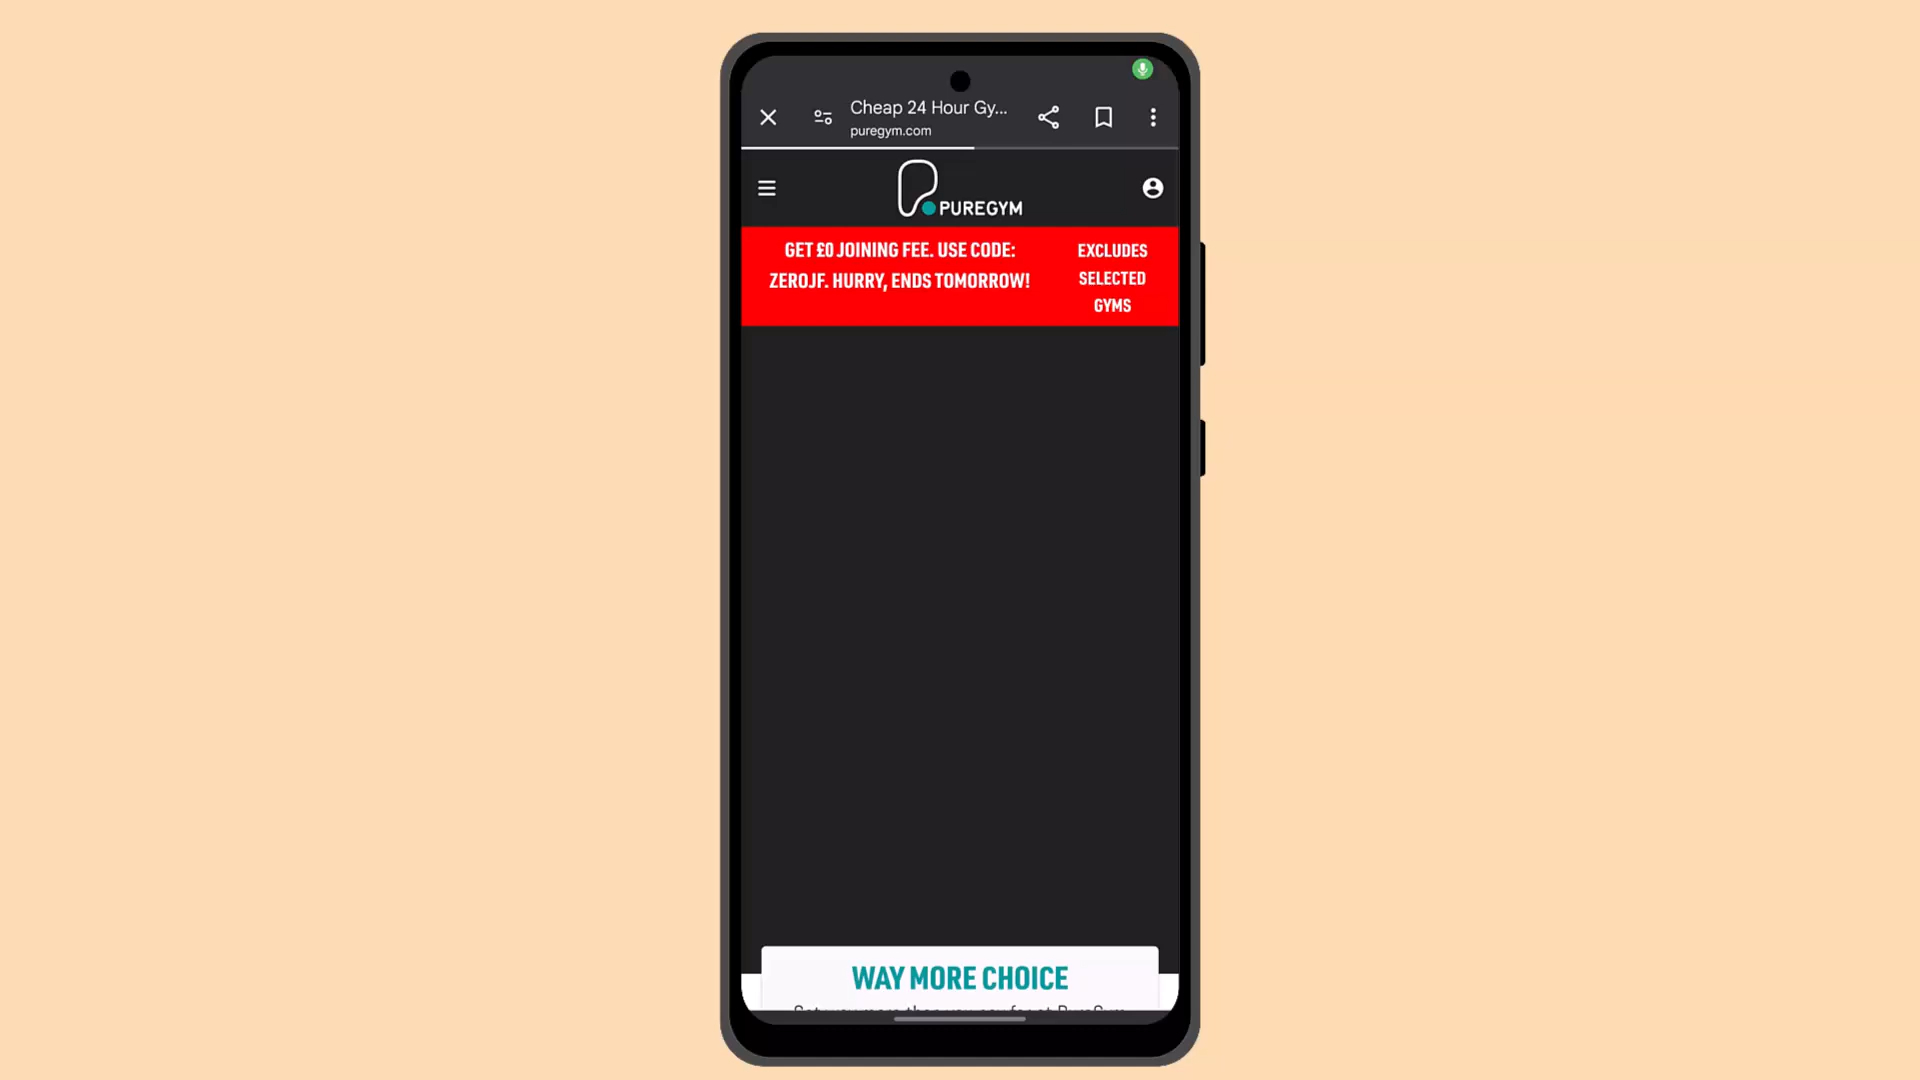 Cheap 24 Hour Gy...
puregym.com
PUREGYM
GET £0 JOINING FEE. USE CODE:
ZEROJF. HURRY, ENDS TOMORROW!
EXCLUDES
SELECTED
GYMS
WAY MORE CHOICE